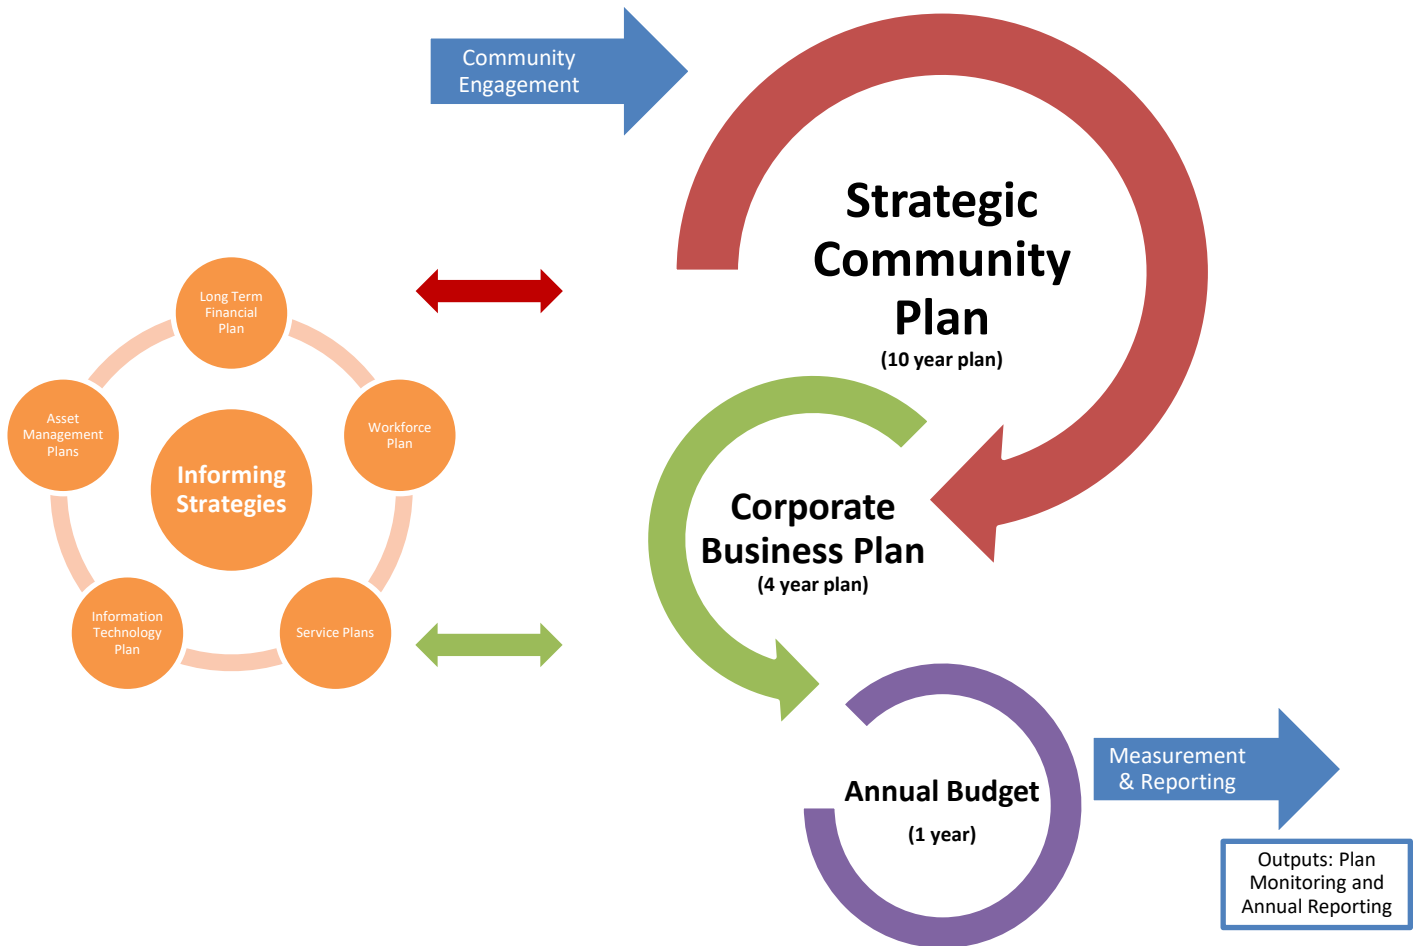 Community
Engagement
Strategic
Community
Plan
(10 year plan)
Long Term
Financial
Plan
Asset
Management
Plans
Workforce
Plan
Informing
Strategies
Information
Technology
Plan
Service Plans
Corporate
Business Plan
(4 year plan)
Annual Budget
(1 year)
Measurement
& Reporting
Outputs: Plan
Monitoring and
Annual Reporting